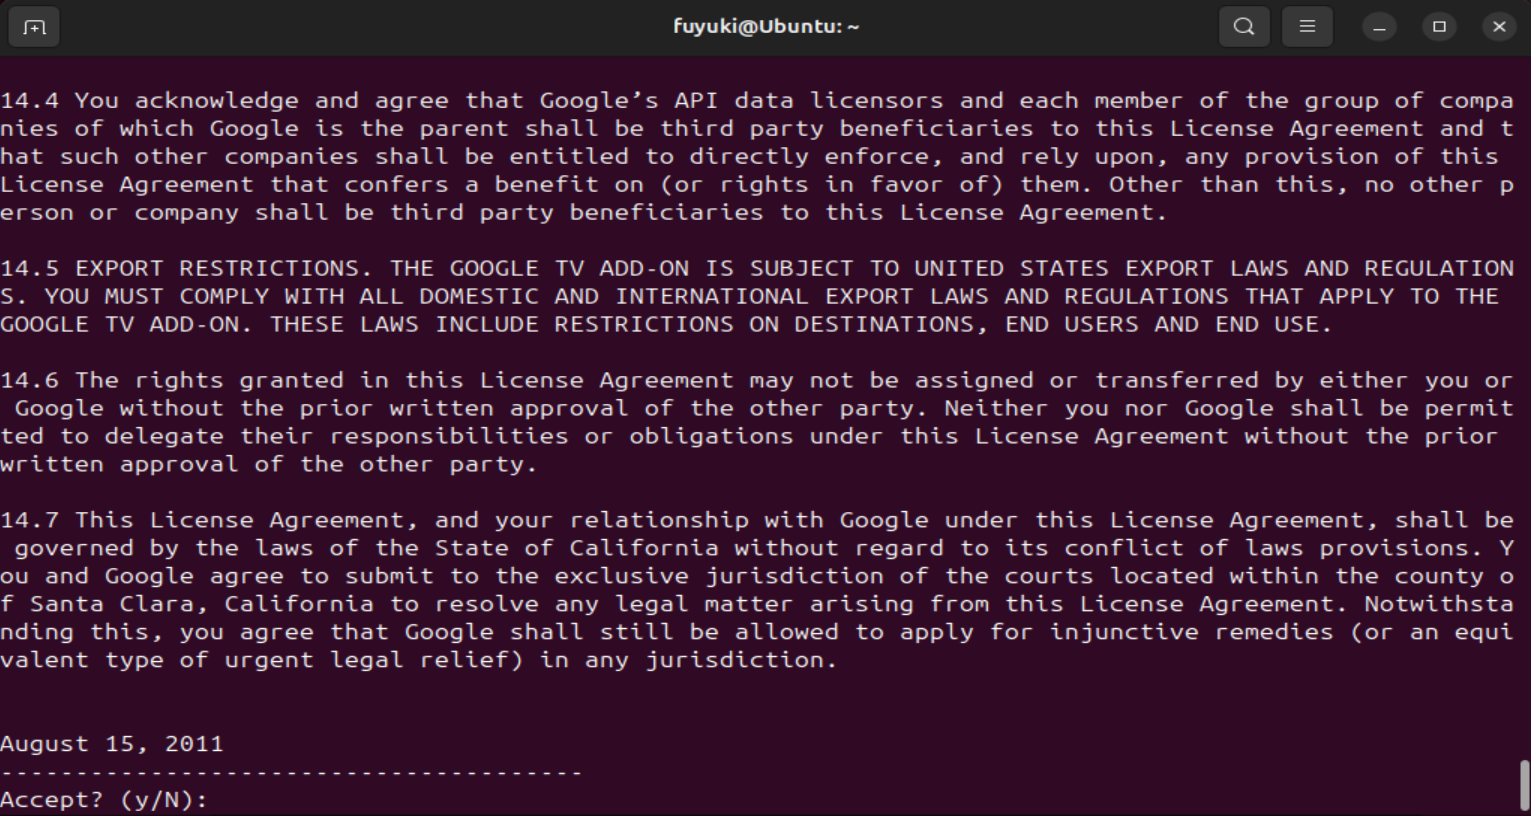 fuyuki@Ubuntu: ~
14.4 You acknowledge and agree that Google’s API data licensors and each member of the group of compa
nies of which Google is the parent shall be third party beneficiaries to this License Agreement and t
hat such other companies shall be entitled to directly enforce, and rely upon, any provision of this
License Agreement that confers a benefit on (or rights in favor of) them. Other than this, no other p
erson or company shall be third party beneficiaries to this License Agreement.
14.5 EXPORT RESTRICTIONS. THE GOOGLE TV ADD-ON IS SUBJECT TO UNITED STATES EXPORT LAWS AND REGULATION
S. YOU MUST COMPLY WITH ALL DOMESTIC AND INTERNATIONAL EXPORT LAWS AND REGULATIONS THAT APPLY TO THE
GOOGLE TV ADD-ON. THESE LAWS INCLUDE RESTRICTIONS ON DESTINATIONS, END USERS AND END USE.
14.6 The rights granted in this License Agreement may not be assigned or transferred by either you or
Google without the prior written approval of the other party. Neither you nor Google shall be permit
ted to delegate their responsibilities or obligations under this License Agreement without the prior
written approval of the other party.
14.7 This License Agreement, and your relationship with Google under this License Agreement, shall be
governed by the laws of the State of California without regard to its conflict of laws provisions. Y
ou and Google agree to submit to the exclusive jurisdiction of the courts located within the county o
f Santa Clara, California to resolve any legal matter arising from this License Agreement. Notwithsta
nding this, you agree that Google shall still be allowed to apply for injunctive remedies (or an equi
valent type of urgent legal relief) in any jurisdiction.
August 15, 2011
---------------------------------------
Accept? (y/N):